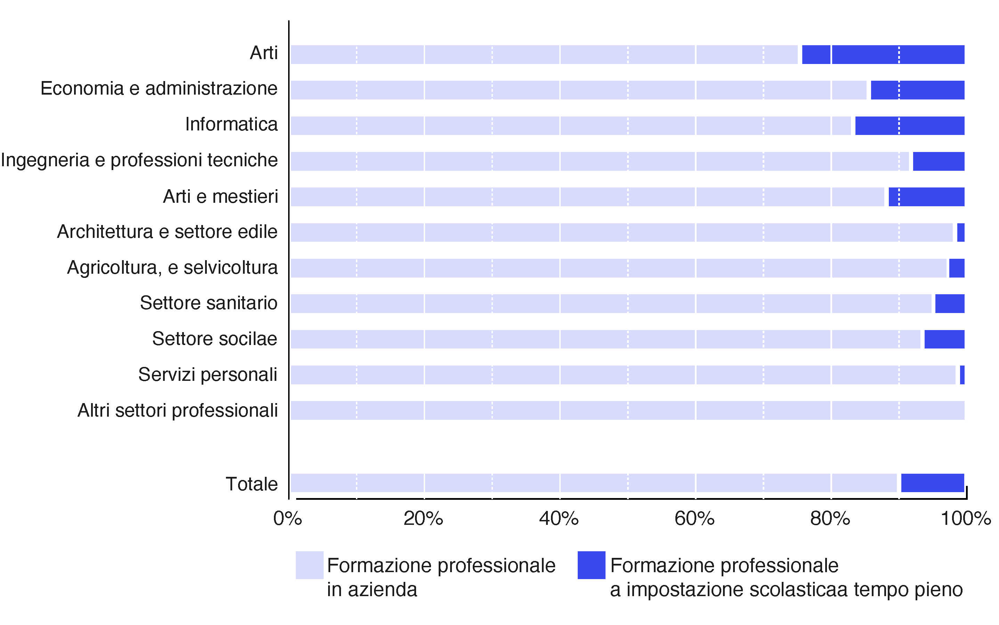 Arti
Economia e administrazione
Informatica
Ingegneria e professioni tecniche
Arti e mestieri
Architettura e settore edile
Agricoltura, e selvicoltura
Settore sanitario
Settore socilae
Servizi personali
Altri settori professionali
Totale
0% 20% 40% 60% 80% 100%
Formazione professionale
in azienda
Formazione professionale
a impostazione scolasticaa tempo pieno